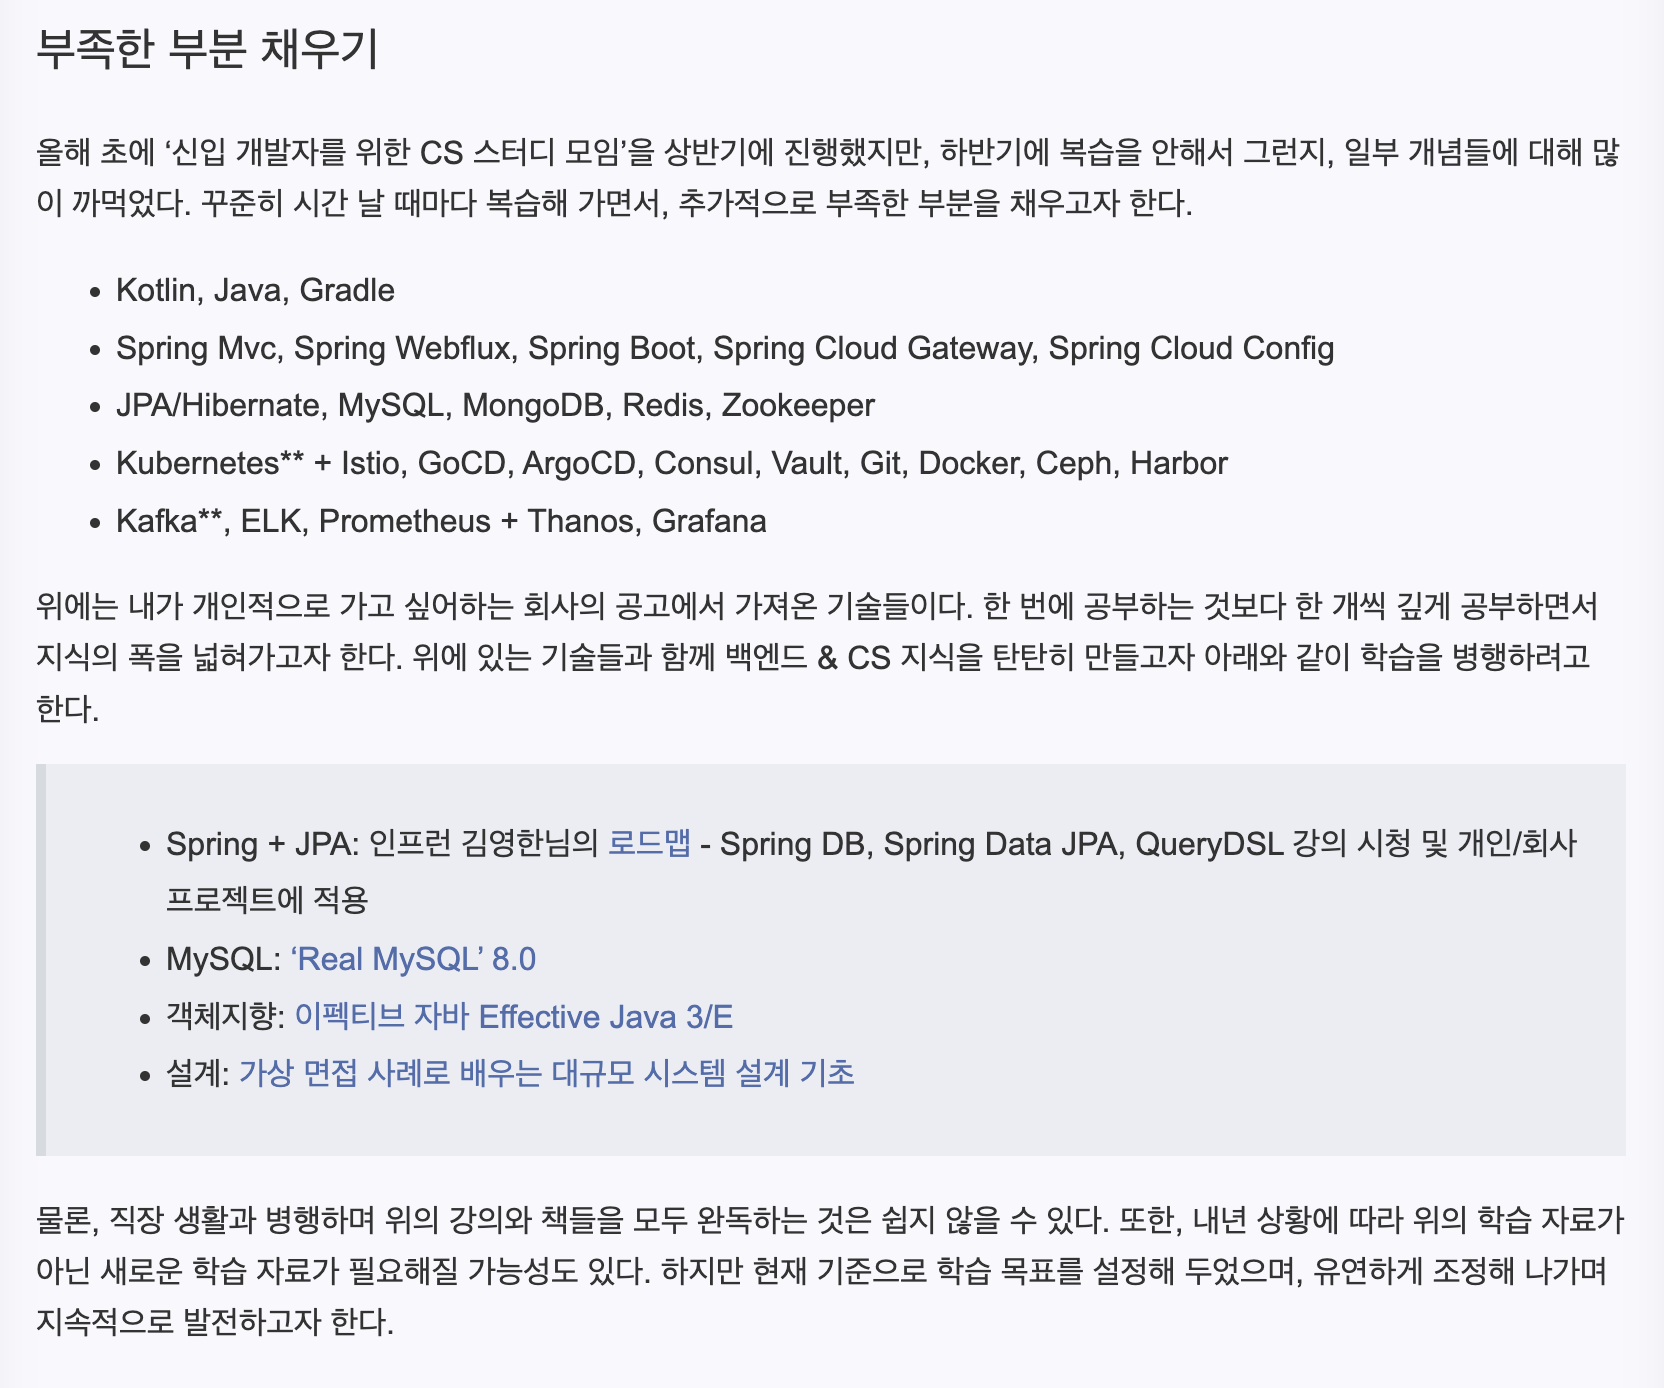 부족한 부분 채우기
올해 초에 ‘신입 개발자를 위한 CS 스터디 모임’을 상반기에 진행했지만, 하반기에 복습을 안해서 그런지, 일부 개념들에 대해 많
이 까먹었다. 꾸준히 시간 날 때마다 복습해 가면서, 추가적으로 부족한 부분을 채우고자 한다.
• Kotlin, Java, Gradle
• Spring Mvc, Spring Webflux, Spring Boot, Spring Cloud Gateway, Spring Cloud Config
• JPA/Hibernate, MySQL, MongoDB, Redis, Zookeeper
• Kubernetes** + Istio, GoCD, ArgoCD, Consul, Vault, Git, Docker, Ceph, Harbor
• Kafka**, ELK, Prometheus + Thanos, Grafana
위에는 내가 개인적으로 가고 싶어하는 회사의 공고에서 가져온 기술들이다. 한 번에 공부하는 것보다 한 개씩 깊게 공부하면서
지식의 폭을 넓혀가고자 한다. 위에 있는 기술들과 함께 백엔드 & CS 지식을 탄탄히 만들고자 아래와 같이 학습을 병행하려고
한다.
• Spring + JPA: 인프런 김영한님의 로드맵 - Spring DB, Spring Data JPA, QueryDSL 강의 시청 및 개인/회사
프로젝트에 적용
• MySQL: ‘Real MySQL’ 8.0
• 객체지향: 이펙티브 자바 Effective Java 3/E
• 설계: 가상 면접 사례로 배우는 대규모 시스템 설계 기초
물론, 직장 생활과 병행하며 위의 강의와 책들을 모두 완독하는 것은 쉽지 않을 수 있다. 또한, 내년 상황에 따라 위의 학습 자료가
아닌 새로운 학습 자료가 필요해질 가능성도 있다. 하지만 현재 기준으로 학습 목표를 설정해 두었으며, 유연하게 조정해 나가며
지속적으로 발전하고자 한다.